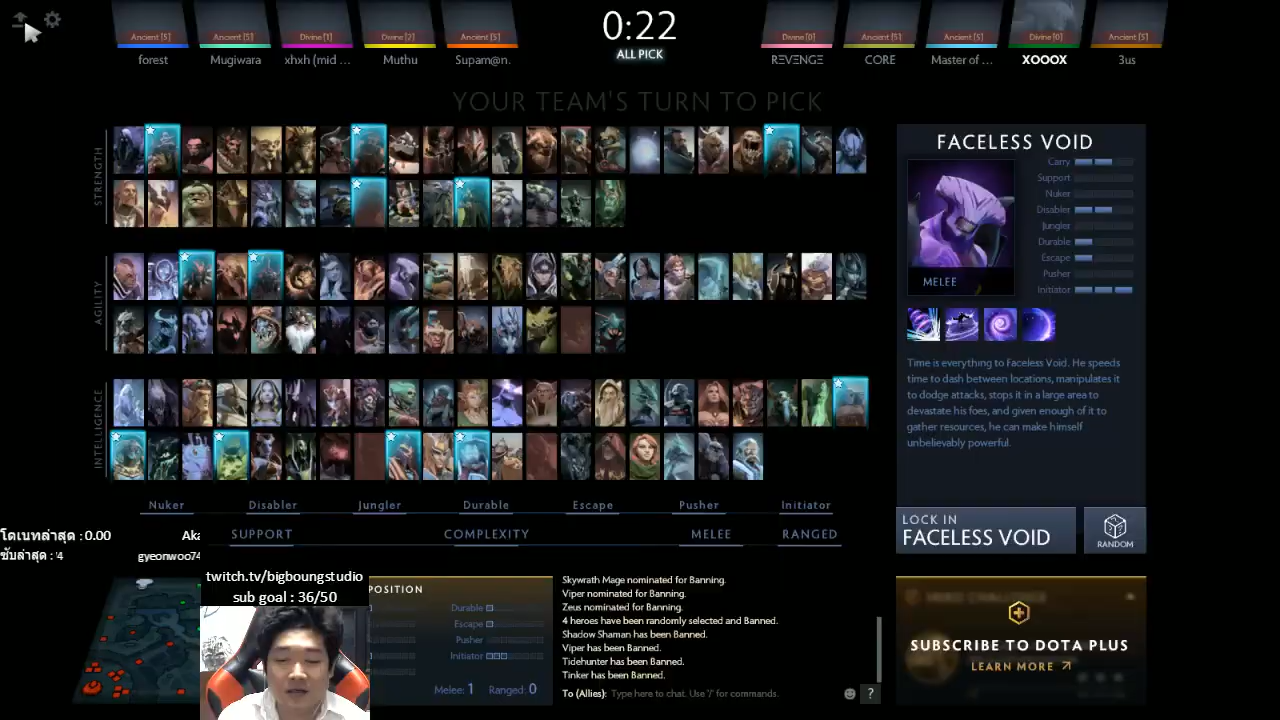 0:22
ALL PICK
Ancient [5]
Ancient [5]
Divine [1]
Divine [2]
Ancient [5]
Divine [0]
Ancient [5]
Ancient [5]
Divine [0]
Ancient [5]
forest
Mugiwara
xhxh (mid ...
Muthu
Supam@n.
REVENGE
CORE
Master of ...
XOOOX
3us
YOUR TEAM'S TURN TO PICK
STRENGTH
AGILITY
INTELLIGENCE
FACELESS VOID
Carry
Support
Nuker
Disabler
Jungler
Durable
Escape
Pusher
Initiator
MELEE
Time is everything to Faceless Void. He speeds
time to dash between locations, manipulates it
to dodge attacks, stops it in a large area to
devastate his foes, and given enough of it to
gather resources, he can make himself
unbelievably powerful.
LOCK IN
FACELESS VOID
RANDOM
Nuker
Disabler
Jungler
Durable
Escape
Pusher
Initiator
SUPPORT
COMPLEXITY
MELEE
RANGED
โดเนทล่าสุด : 0.00
Aka
ซับล่าสุด : '4
gyeonwoo74
twitch.tv/bigboungstudio
sub goal : 36/50
POSITION
Durable
Escape
Pusher
Initiator
Melee: 1 Ranged: 0
Skywrath Mage nominated for Banning.
Viper nominated for Banning.
Zeus nominated for Banning.
4 heroes have been randomly selected and Banned.
Shadow Shaman has been Banned.
Viper has been Banned.
Tidehunter has been Banned.
Tinker has been Banned.
To (Allies): Type here to chat. Use '/' for commands.
?
SUBSCRIBE TO DOTA PLUS
LEARN MORE